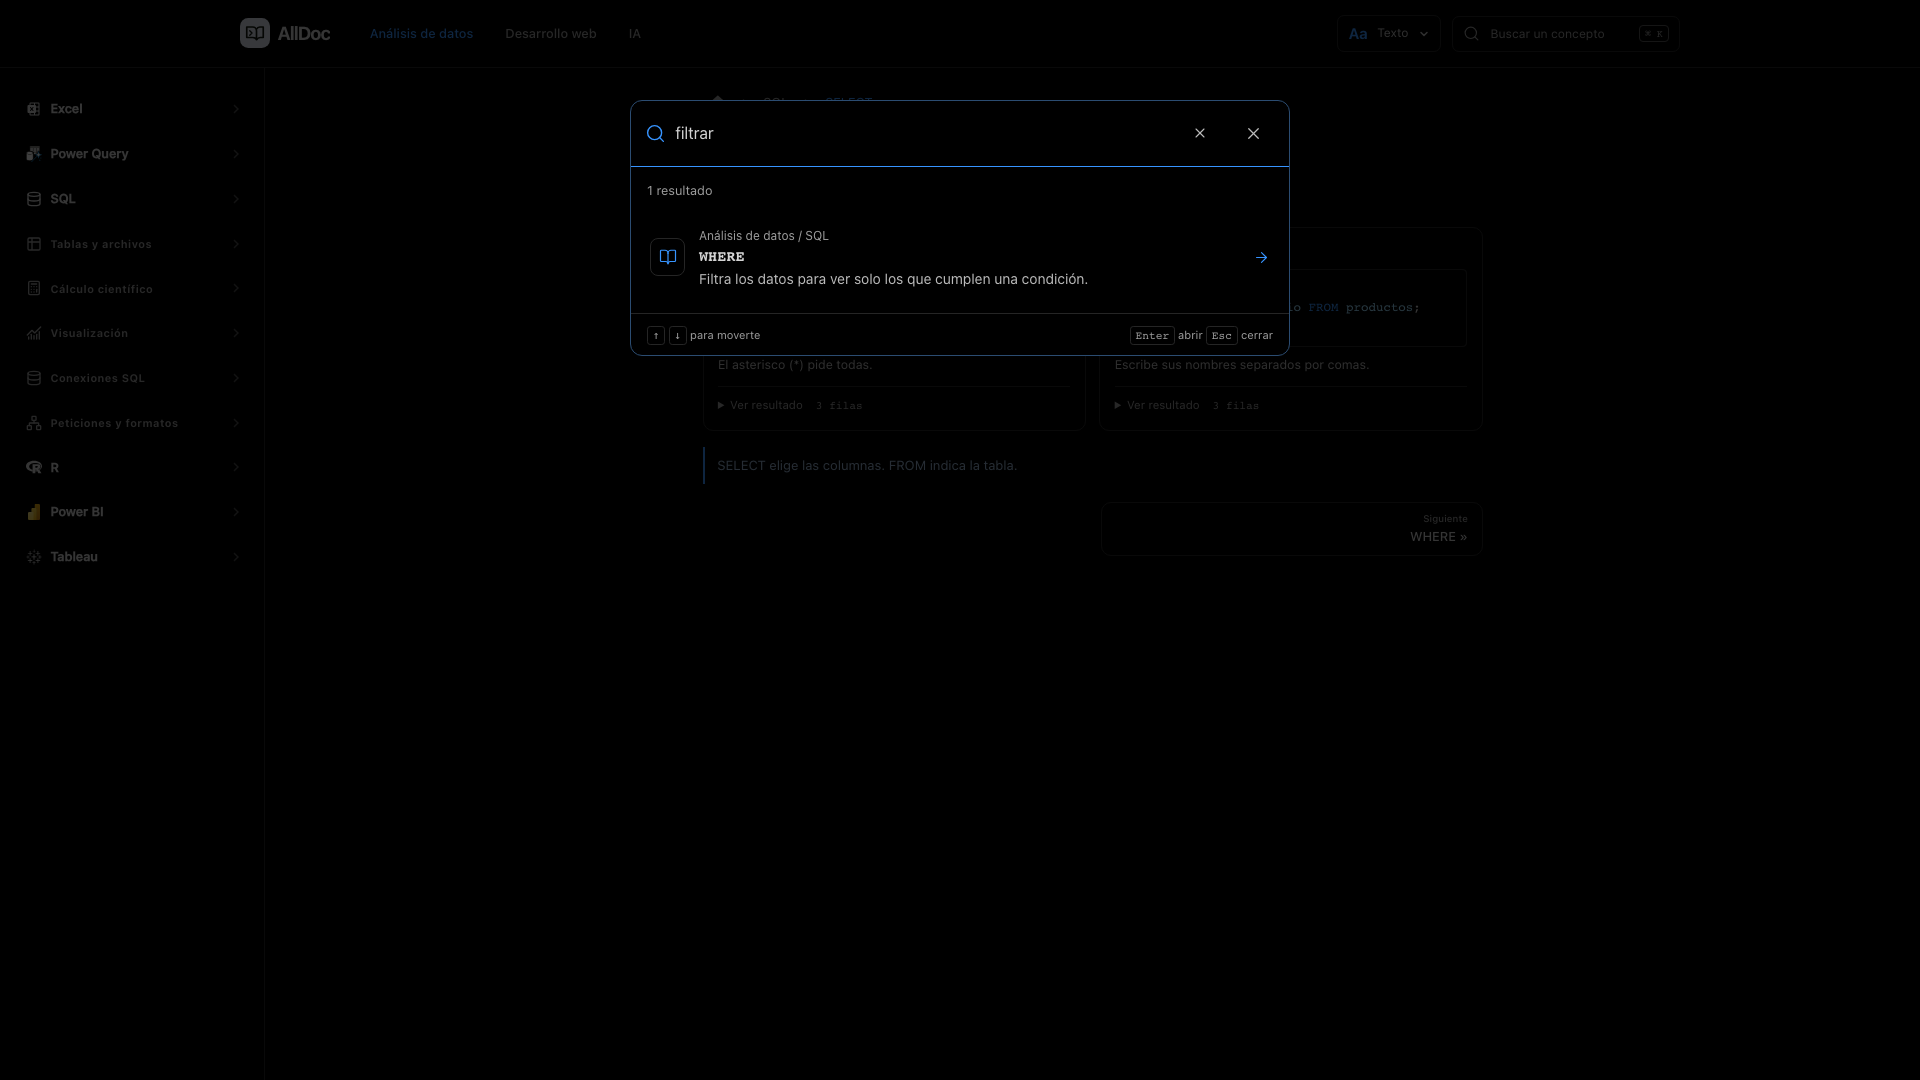 AllDoc
Análisis de datos
Desarrollo web
IA
Aa Texto
Buscar un concepto
⌘ K
Excel
Power Query
SQL
Tablas y archivos
Cálculo científico
Visualización
Conexiones SQL
Peticiones y formatos
R
Power BI
Tableau
filtrar
1 resultado
Análisis de datos / SQL
WHERE
Filtra los datos para ver solo los que cumplen una condición.
↑ ↓ para moverte
Enter abrir Esc cerrar
FROM productos;
El asterisco (*) pide todas.
Ver resultado 3 filas
Escribe sus nombres separados por comas.
Ver resultado 3 filas
SELECT elige las columnas. FROM indica la tabla.
Siguiente
WHERE »